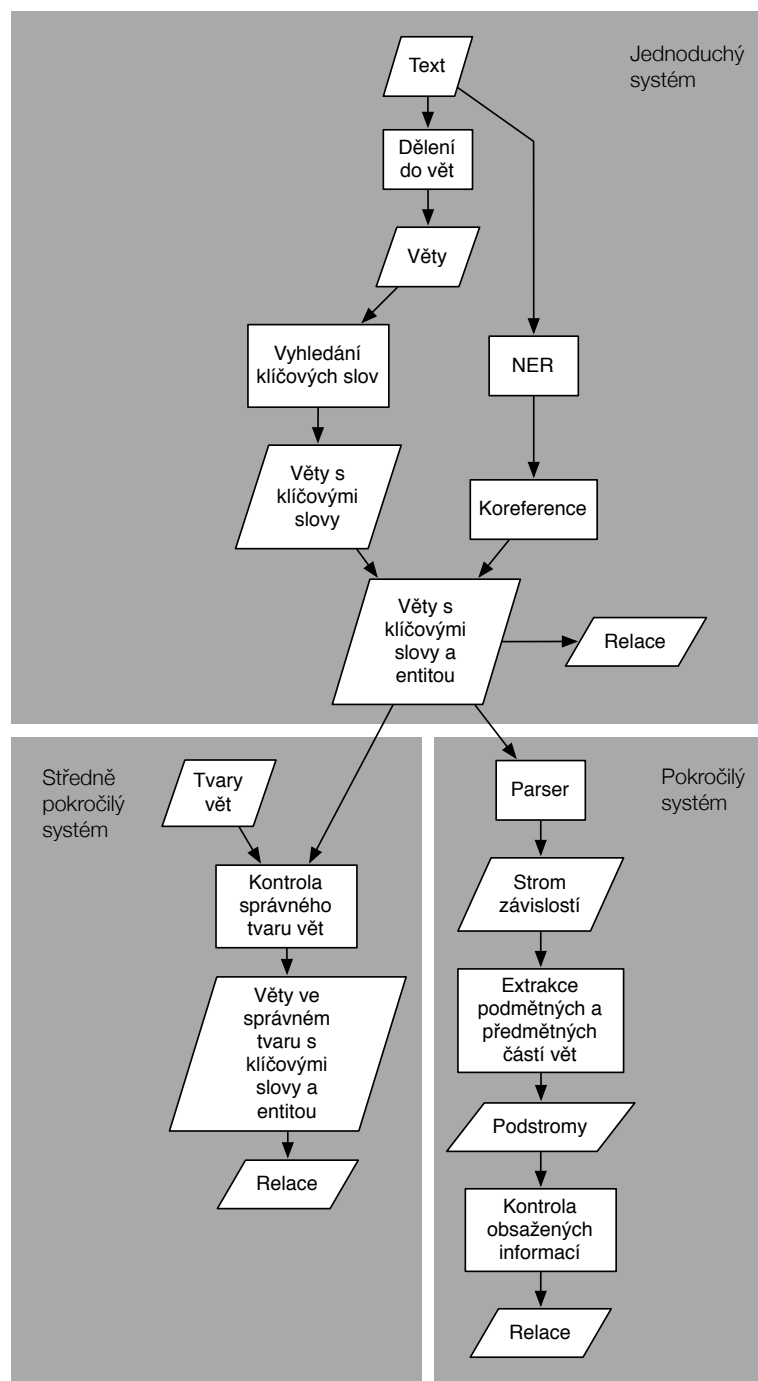 Text
Jednoduchý
systém
Dělení
do vět
Věty
Vyhledání
klíčových slov
NER
Věty s
klíčovými
slovy
Koreference
Věty s
klíčovými
slovy a
entitou
Relace
Středně
pokročilý
systém
Tvary
vět
Kontrola
správného
tvaru vět
Věty ve
správném
tvaru s
klíčovými
slovy a
entitou
Relace
Parser
Pokročilý
systém
Strom
závislostí
Extrakce
podmětných a
předmětných
částí vět
Podstromy
Kontrola
obsažených
informací
Relace